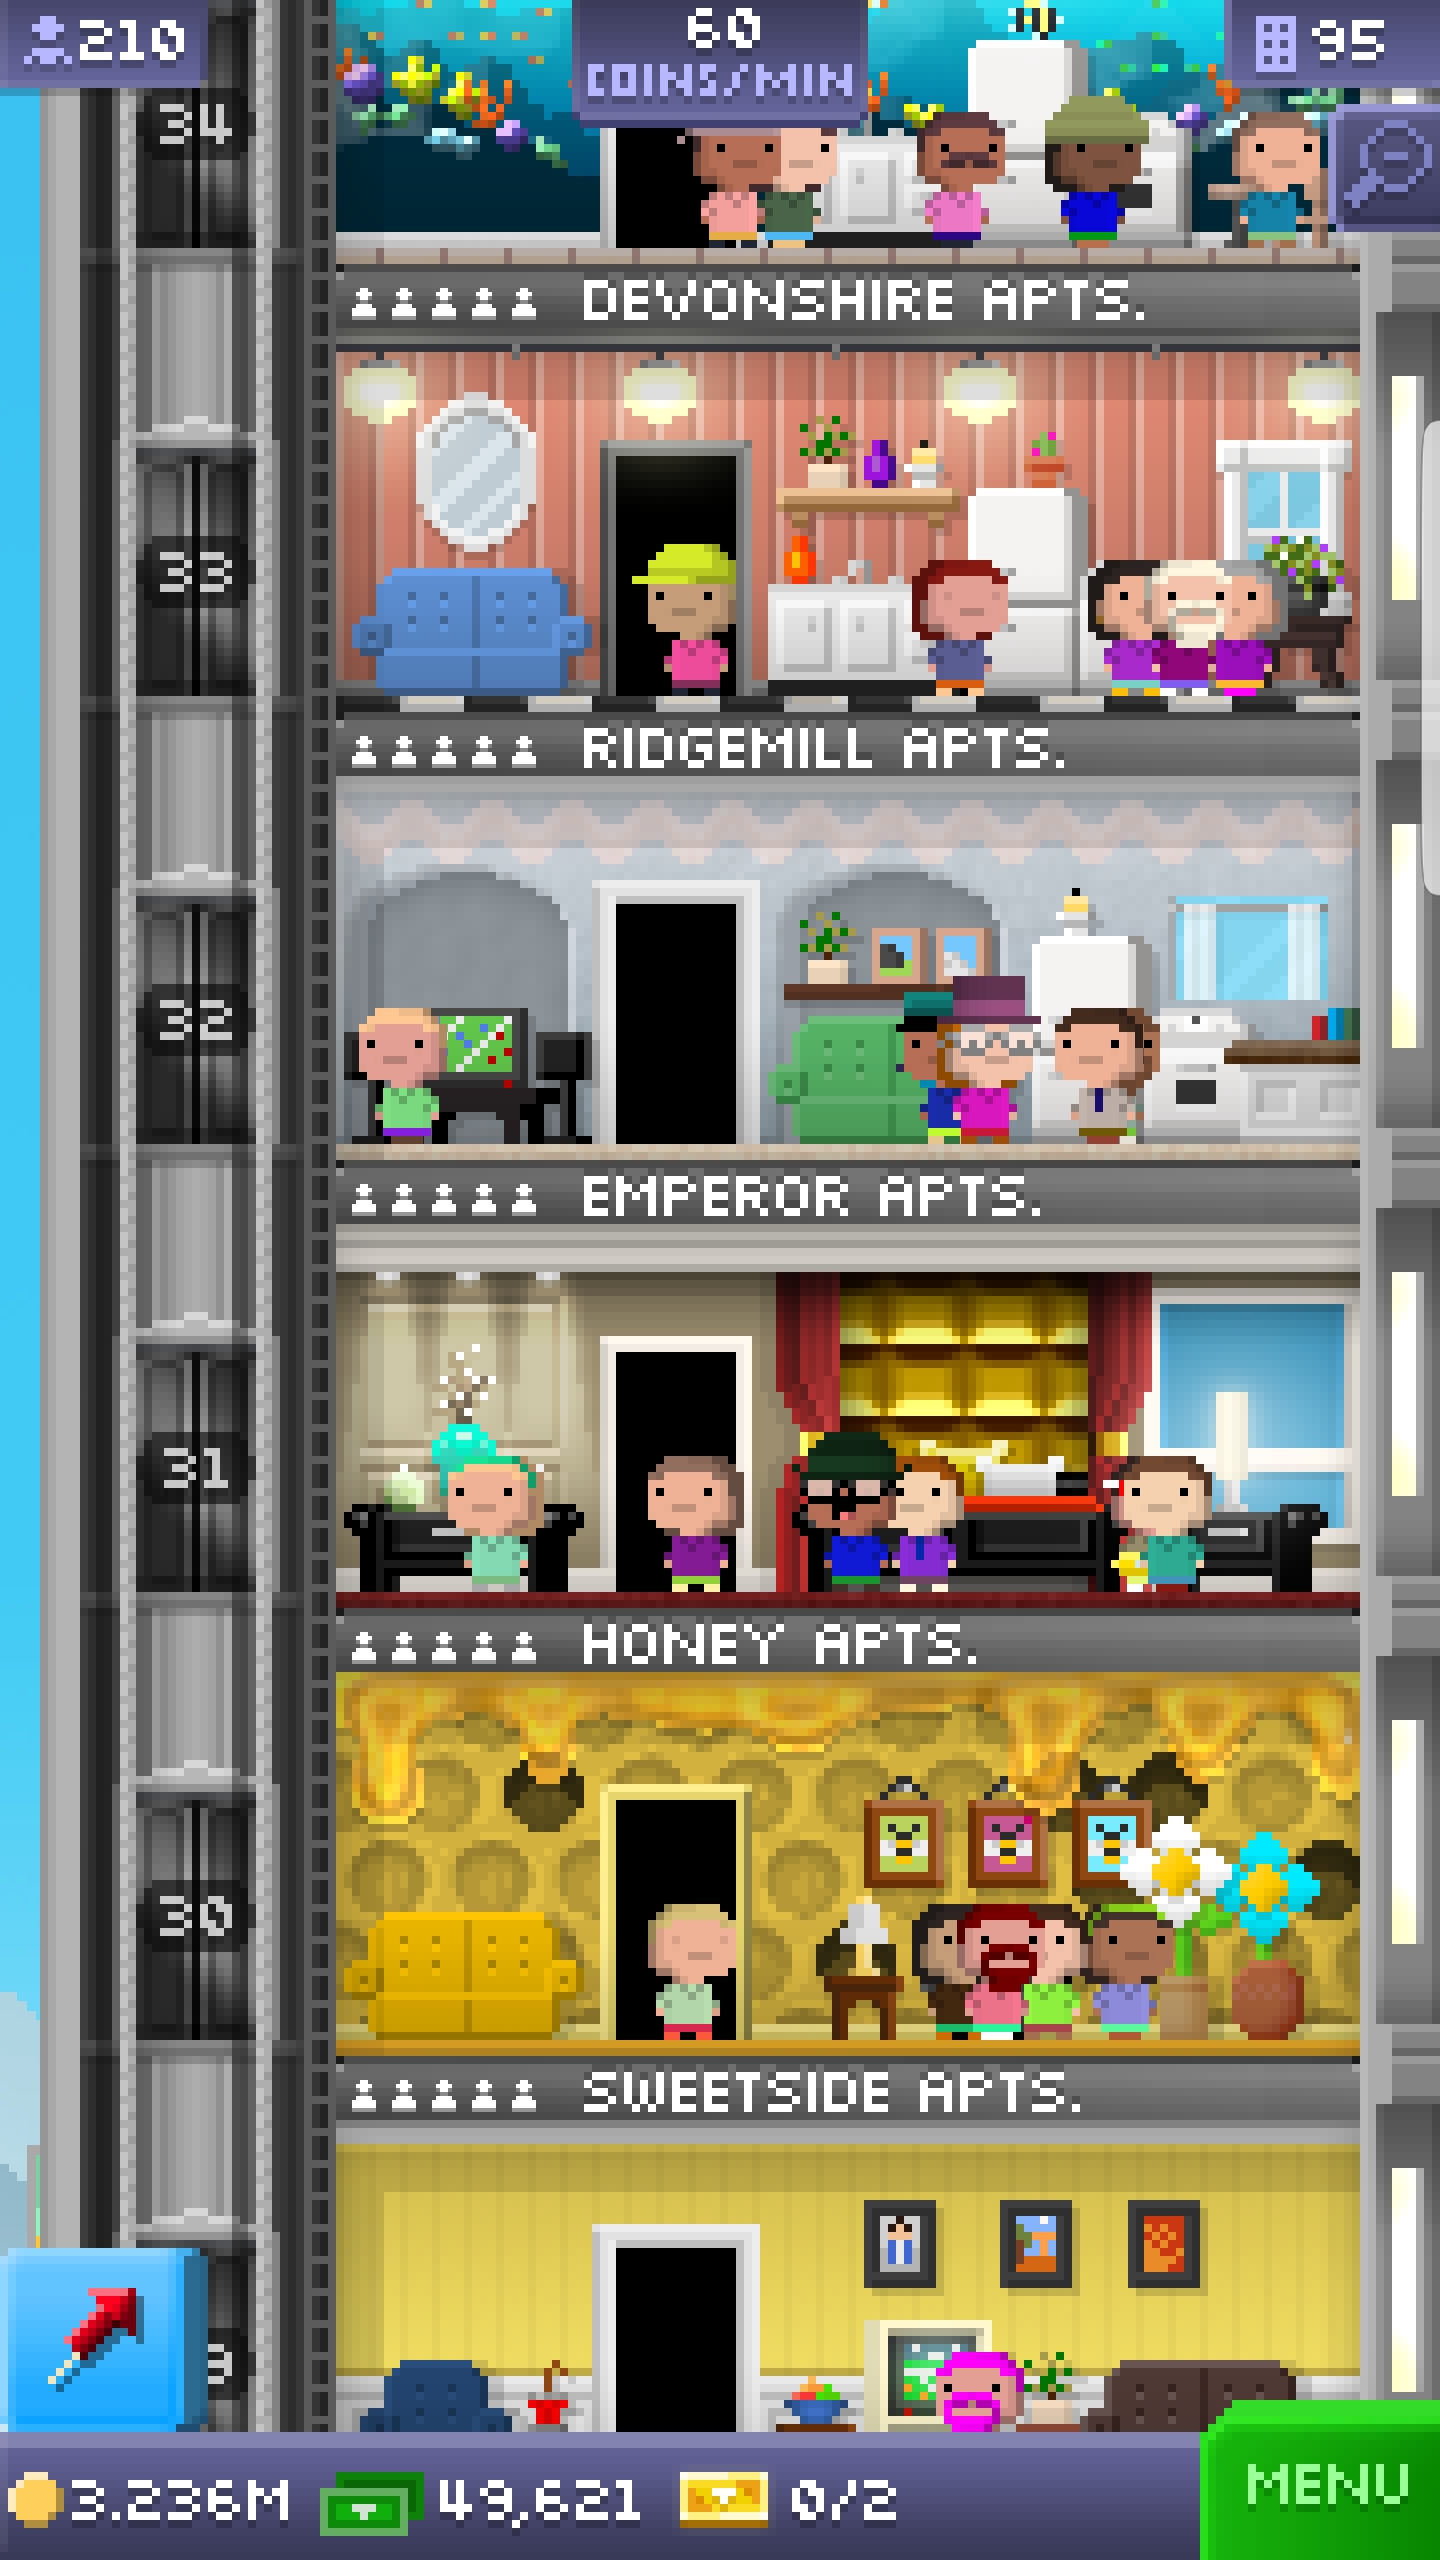 210
60
COINS/MIN
95
34
DEVONSHIRE APTS.
33
RIDGEMILL APTS.
32
EMPEROR APTS.
31
HONEY APTS.
30
SWEETSIDE APTS.
3.236M
49,621
0/2
MENU